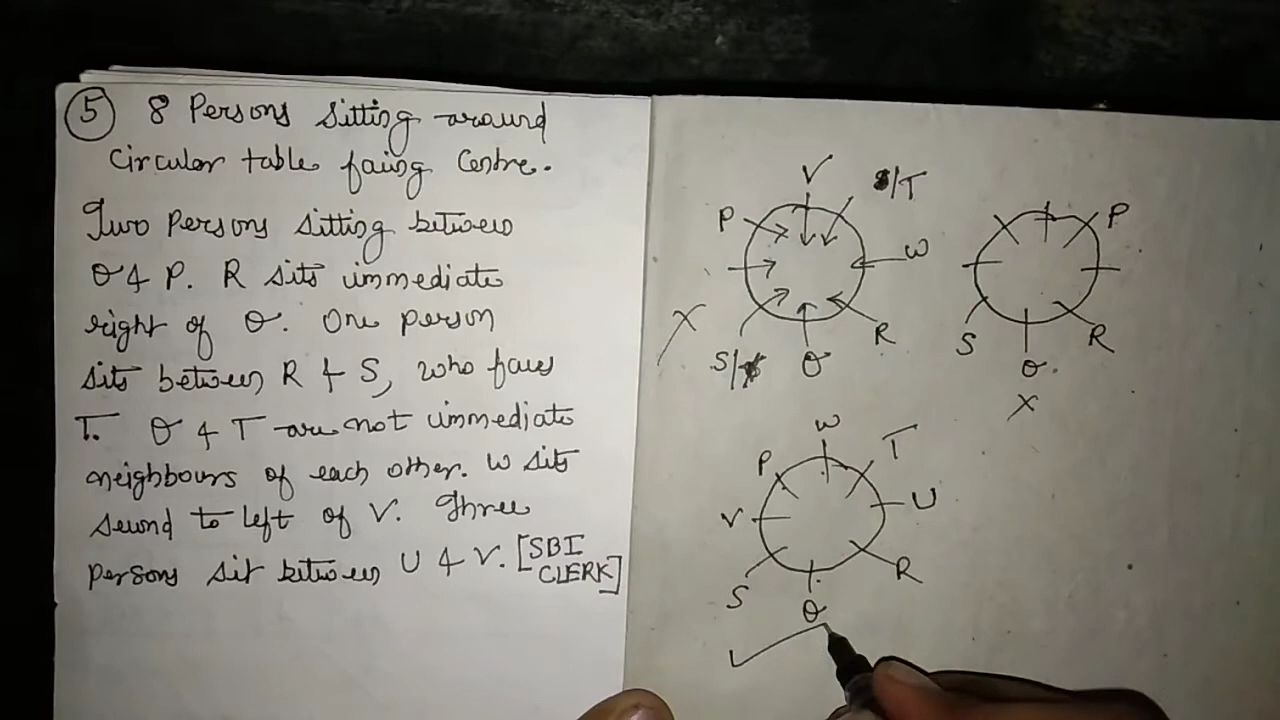 5 8 Persons sitting around
circular table faing Centre.
Two Persons sitting between
Q & P. R sits immediate
right of Q. One person
sits between R & S, who faces
T. Q & T are not immediate
neighbours of each other. W sits
second to left of V. Three
persons sit between U & V. [SBI
CLERK]
V
S/T
P
W
X
R
S/
Q
P
S
R
Q.
X
W
T
P
U
V
R
S
Q